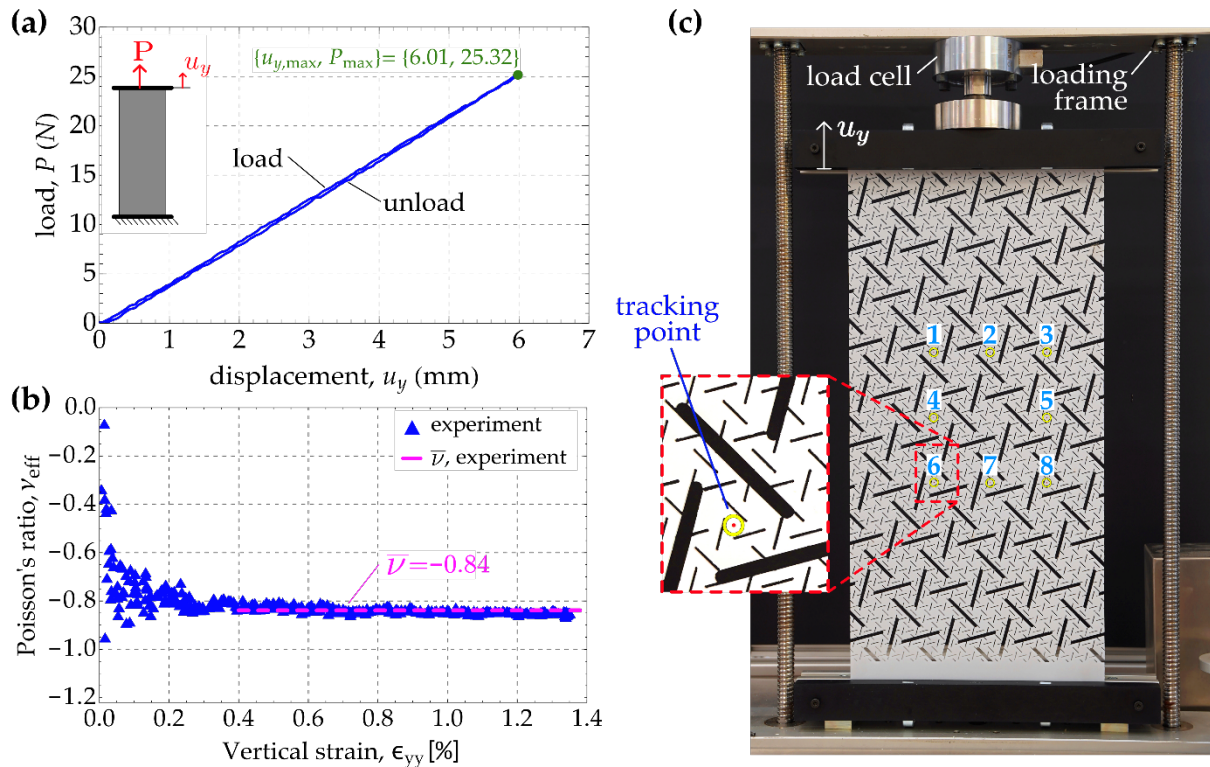 (a)
30
25
20
15
10
5
0
load, P (N)
P
u_y
{u_y,max, P_max}= {6.01, 25.32}
load
unload
0
1
2
3
4
5
6
7
displacement, u_y (mm)
(b)
0.0
−0.2
−0.4
−0.6
−0.8
−1.0
−1.2
Poisson's ratio, ν_eff
experiment
ν̅, experiment
ν̅=−0.84
0.0
0.2
0.4
0.6
0.8
1.0
1.2
1.4
Vertical strain, ϵ_yy [%]
(c)
load cell
loading
frame
u_y
tracking
point
1
2
3
4
5
6
7
8